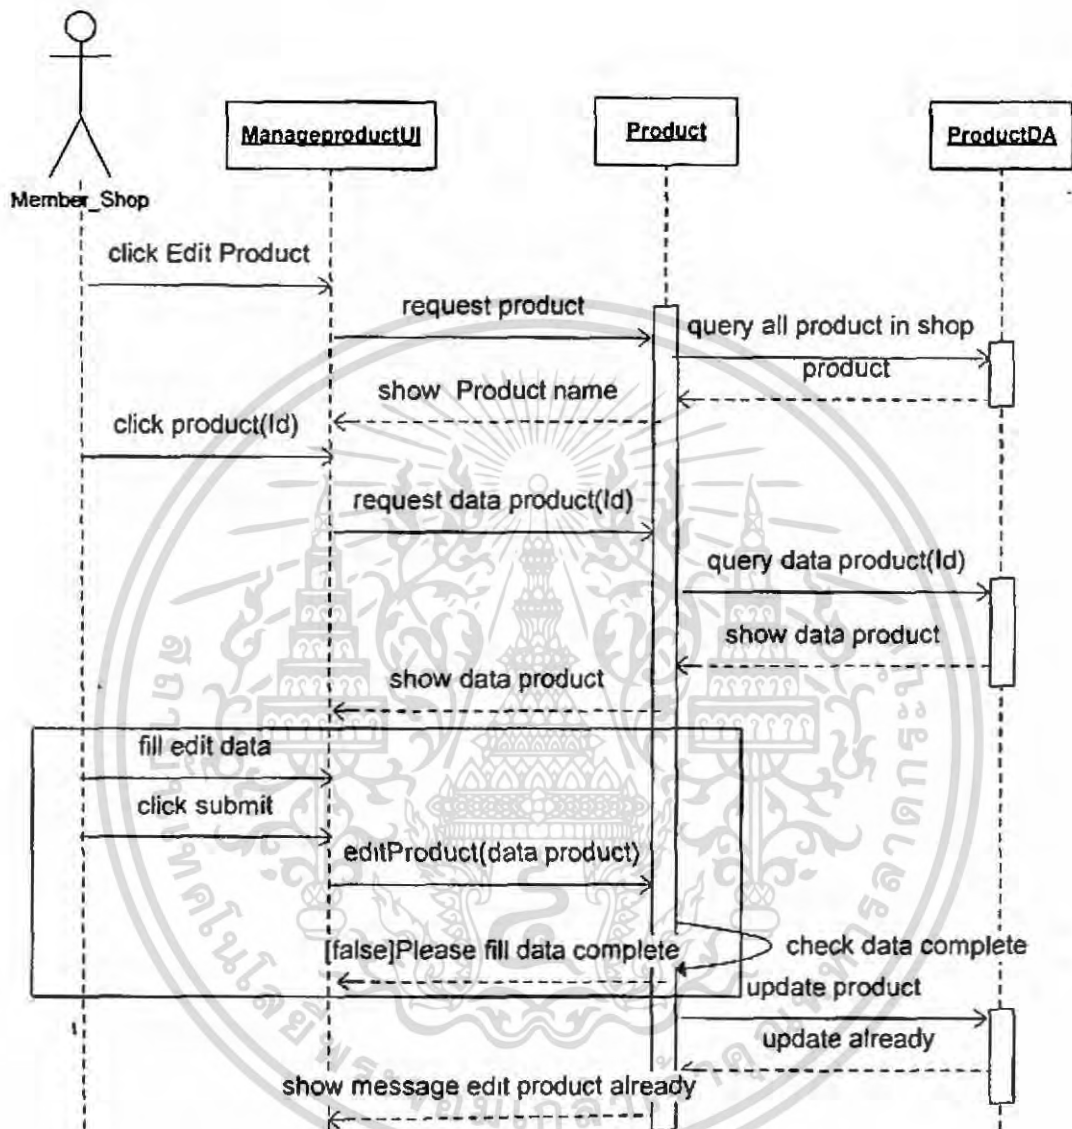 Member_Shop
ManageproductUI
Product
ProductDA
click Edit Product
request product
query all product in shop
product
show Product name
click product(Id)
request data product(Id)
query data product(Id)
show data product
show data product
fill edit data
click submit
editProduct(data product)
check data complete
[false]Please fill data complete
update product
update already
show message edit product already